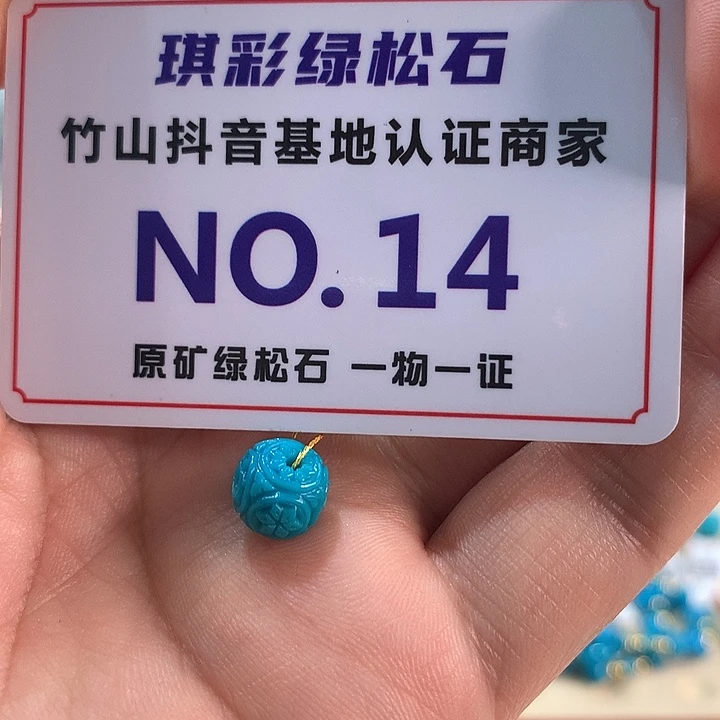 琪彩绿松石
竹山抖音基地认证商家
NO.14
原矿绿松石 一物一证